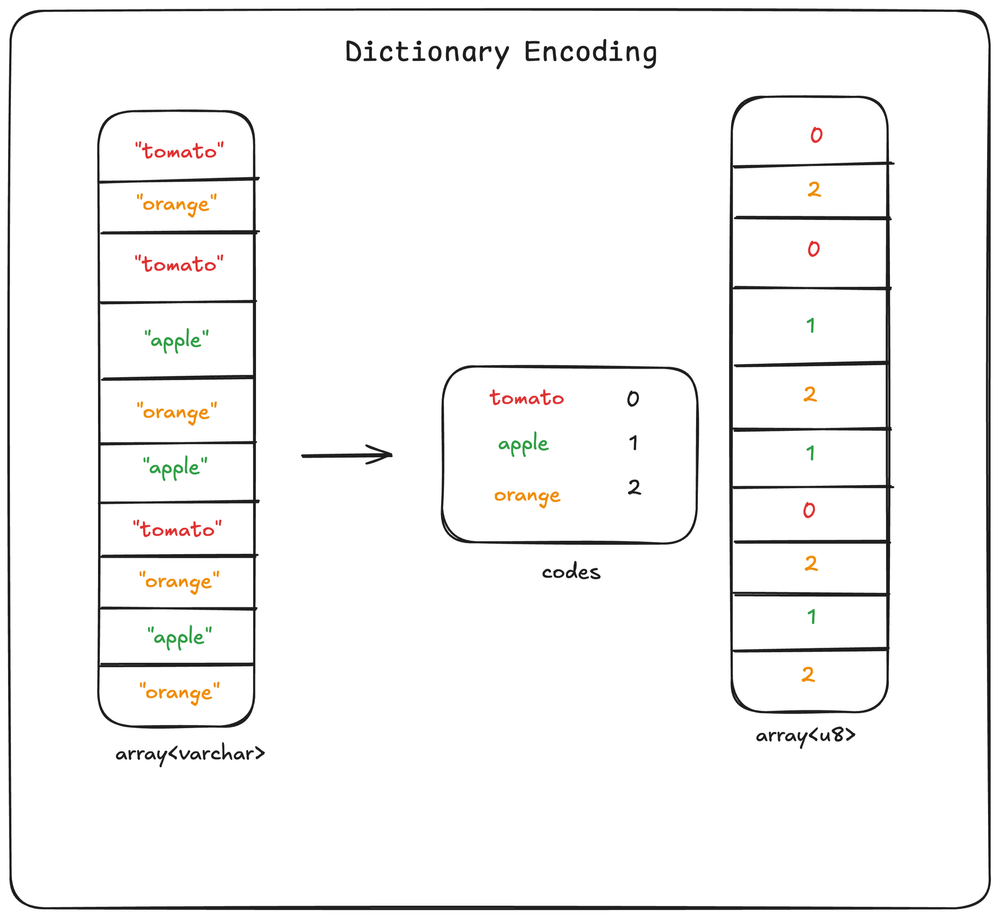 Dictionary Encoding
"tomato"
"orange"
"tomato"
"apple"
"orange"
"apple"
"tomato"
"orange"
"apple"
"orange"
array<varchar>
tomato 0
apple 1
orange 2
codes
0
2
0
1
2
1
0
2
1
2
array<u8>